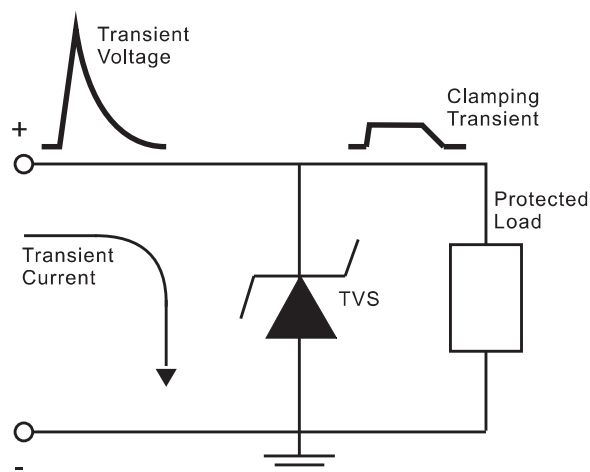 Transient
Voltage
Clamping
Transient
+
Protected
Load
Transient
Current
TVS
-